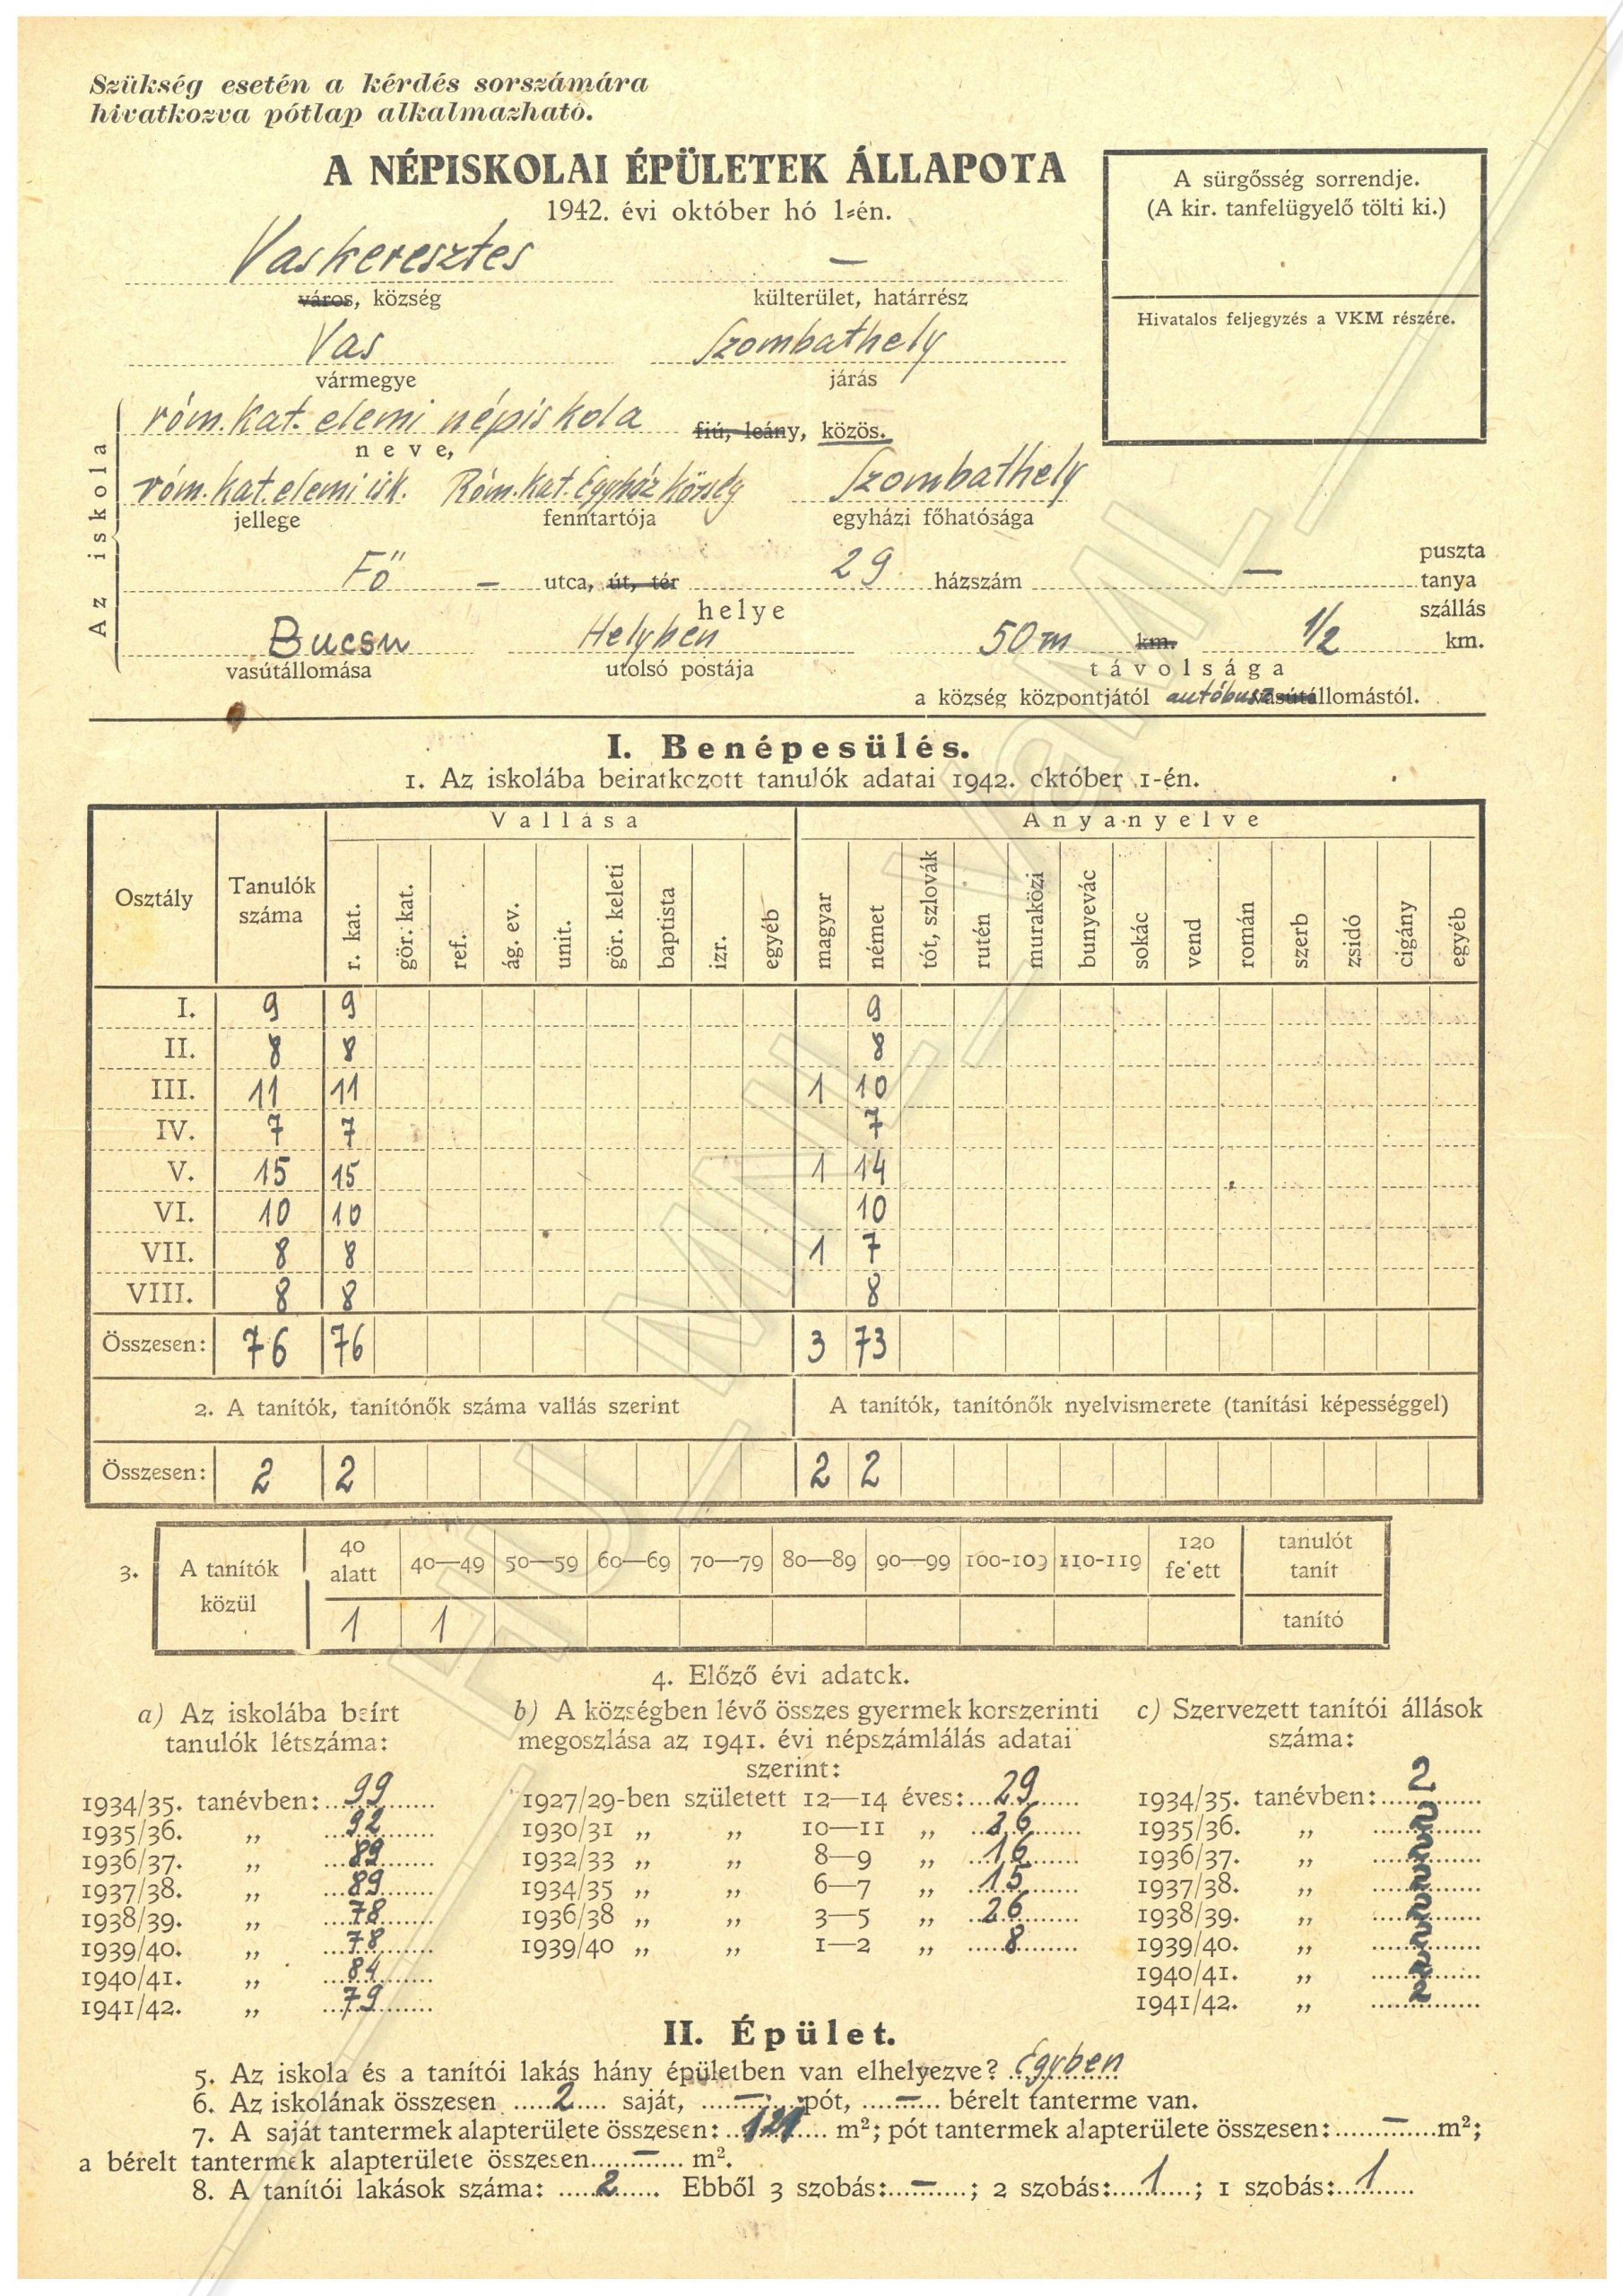 Szükség esetén a kérdés sorszámára
hivatkozva pótlap alkalmazható.
A NÉPISKOLAI ÉPÜLETEK ÁLLAPOTA
1942. évi október hó 1-én.
A sürgősség sorrendje.
(A kir. tanfelügyelő tölti ki.)
Hivatalos feljegyzés a VKM részére.
Vaskeresztes —
város, község külterület, határrész
Vas Szombathely
vármegye járás
Az iskola
róm. kat. elemi népiskola fiú, leány, közös.
neve,
róm. kat. elemi isk. Róm. kat. Egyház község Szombathely
jellege fenntartója egyházi főhatósága
Fő — utca, út, tér 29 házszám — puszta tanya szállás
helye
Bucsu Helyben 50 m km. 1/2 km.
vasútállomása utolsó postája távolsága
a község központjától autóbusz vasútállomástól.
I. Benépesülés.
1. Az iskolába beiratkozott tanulók adatai 1942. október 1-én.
Osztály Tanulók száma Vallása Anyanyelve
r. kat. gör. kat. ref. ág. ev. unit. gör. keleti baptista izr. egyéb magyar német tót, szlovák rutén muraközi bunyevác sokác vend román szerb zsidó cigány egyéb
I. 9 9 9
II. 8 8 8
III. 11 11 1 10
IV. 7 7 7
V. 15 15 1 14
VI. 10 10 10
VII. 8 8 1 7
VIII. 8 8 8
Összesen: 76 76 3 73
2. A tanítók, tanítónők száma vallás szerint A tanítók, tanítónők nyelvismerete (tanítási képességgel)
Összesen: 2 2 2 2
3. A tanítók közül 40 alatt 40—49 50—59 60—69 70—79 80—89 90—99 100-109 110-119 120 felett tanulót tanít
1 1 tanító
4. Előző évi adatok.
a) Az iskolába beírt
tanulók létszáma:
1934/35. tanévben: 99
1935/36. „ 92
1936/37. „ 89
1937/38. „ 89
1938/39. „ 78
1939/40. „ 78
1940/41. „ 84
1941/42. „ 79
b) A községben lévő összes gyermek korszerinti
megoszlása az 1941. évi népszámlálás adatai
szerint:
1927/29-ben született 12—14 éves: 29
1930/31 „ „ 10—11 „ 26
1932/33 „ „ 8—9 „ 16
1934/35 „ „ 6—7 „ 15
1936/38 „ „ 3—5 „ 26
1939/40 „ „ 1—2 „ 8
c) Szervezett tanítói állások
száma:
1934/35. tanévben: 2
1935/36. „ 2
1936/37. „ 2
1937/38. „ 2
1938/39. „ 2
1939/40. „ 2
1940/41. „ 2
1941/42. „ 2
II. Épület.
5. Az iskola és a tanítói lakás hány épületben van elhelyezve? Egyben
6. Az iskolának összesen 2 saját, — pót, — bérelt tanterme van.
7. A saját tantermek alapterülete összesen: 121 m²; pót tantermek alapterülete összesen: — m²;
a bérelt tantermek alapterülete összesen — m².
8. A tanítói lakások száma: 2 Ebből 3 szobás: — ; 2 szobás: 1 ; 1 szobás: 1
HU_MNL_VaML_